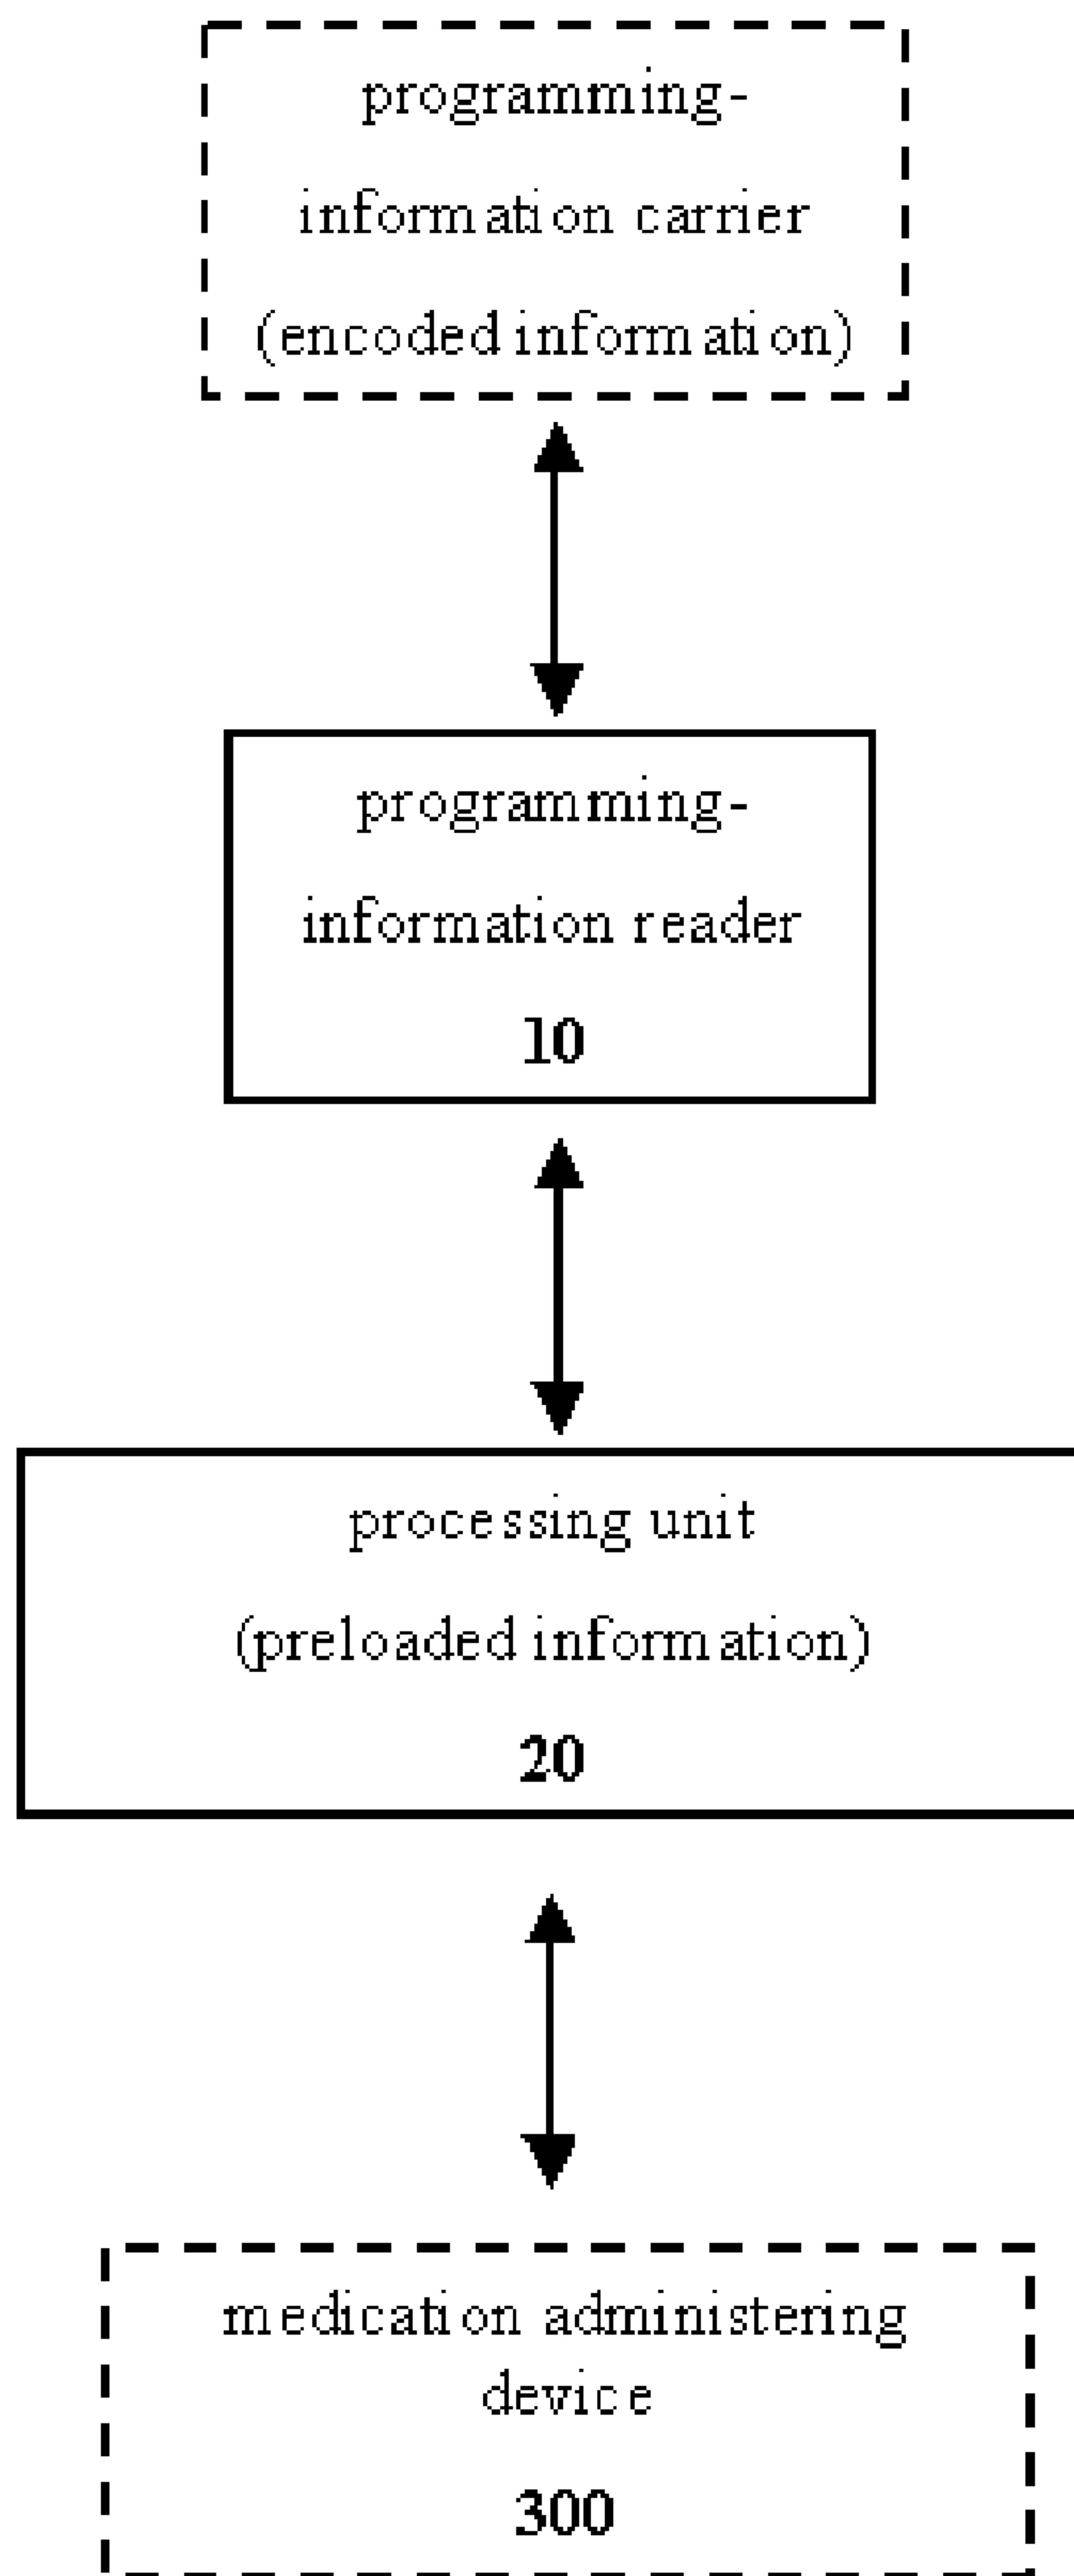 programming-
information carrier
(encoded information)
programming-
information reader
10
processing unit
(preloaded information)
20
medication administering
device
300